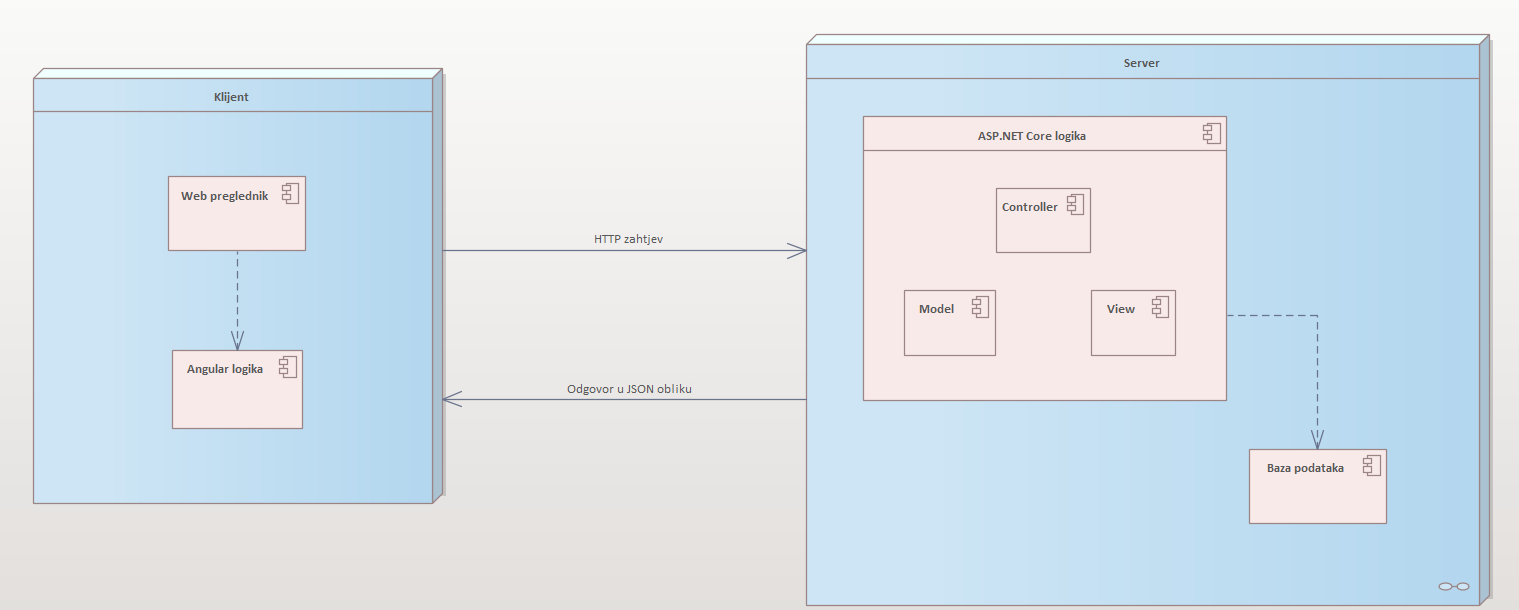 Klijent
Web preglednik
Angular logika
HTTP zahtjev
Odgovor u JSON obliku
Server
ASP.NET Core logika
Controller
Model
View
Baza podataka